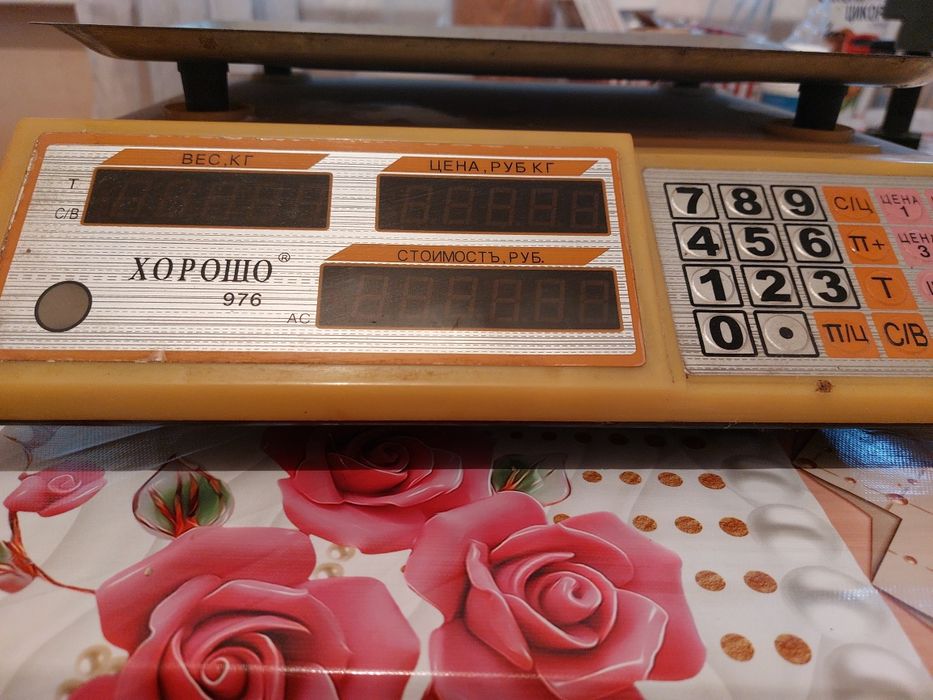 ЦИКОР
ВЕС,КГ
ЦЕНА,РУБ КГ
Т
С/В
СТОИМОСТЬ,РУБ.
ХОРОШО®
976
АС
7 8 9 С/Ц ЦЕНА 1
4 5 6 П+ ЦЕНА 3
1 2 3 Т
0 • П/Ц С/В